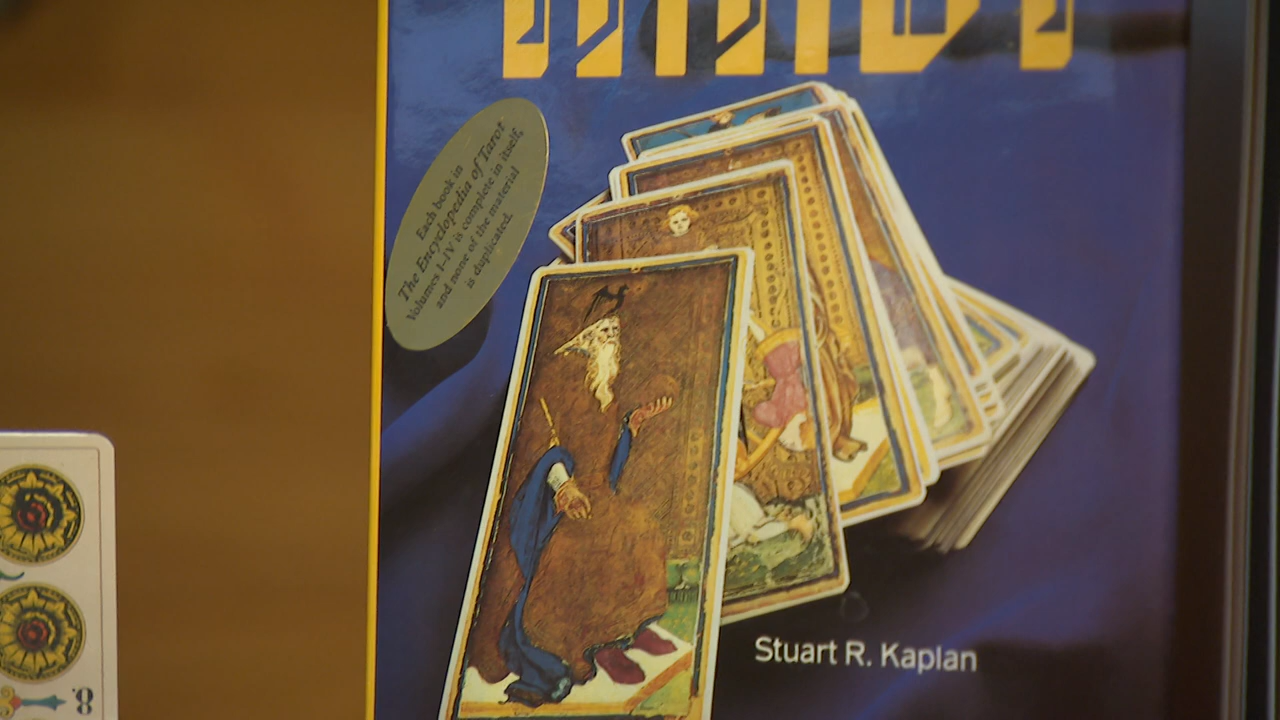 Each book in
The Encyclopedia of Tarot
Volumes I–IV is complete in itself,
and none of the material
is duplicated.
Stuart R. Kaplan
8.